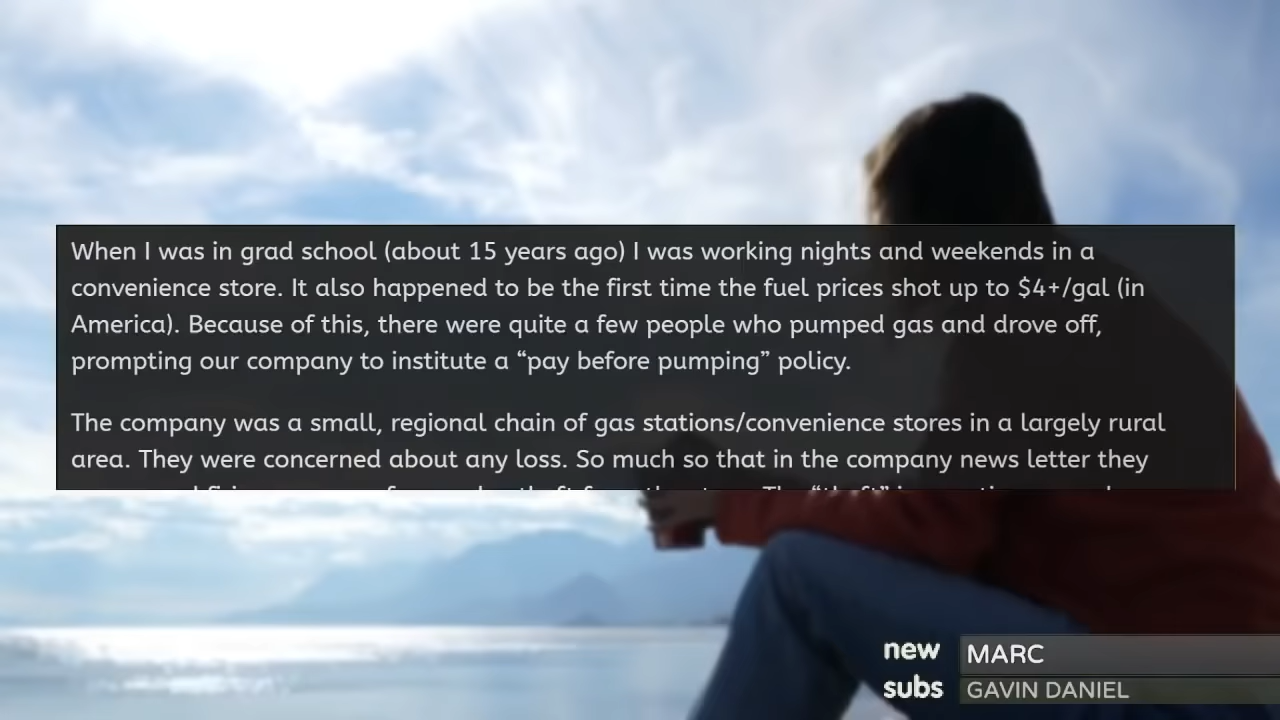 When I was in grad school (about 15 years ago) I was working nights and weekends in a
convenience store. It also happened to be the first time the fuel prices shot up to $4+/gal (in
America). Because of this, there were quite a few people who pumped gas and drove off,
prompting our company to institute a “pay before pumping” policy.
The company was a small, regional chain of gas stations/convenience stores in a largely rural
area. They were concerned about any loss. So much so that in the company news letter they
new
subs
MARC
GAVIN DANIEL